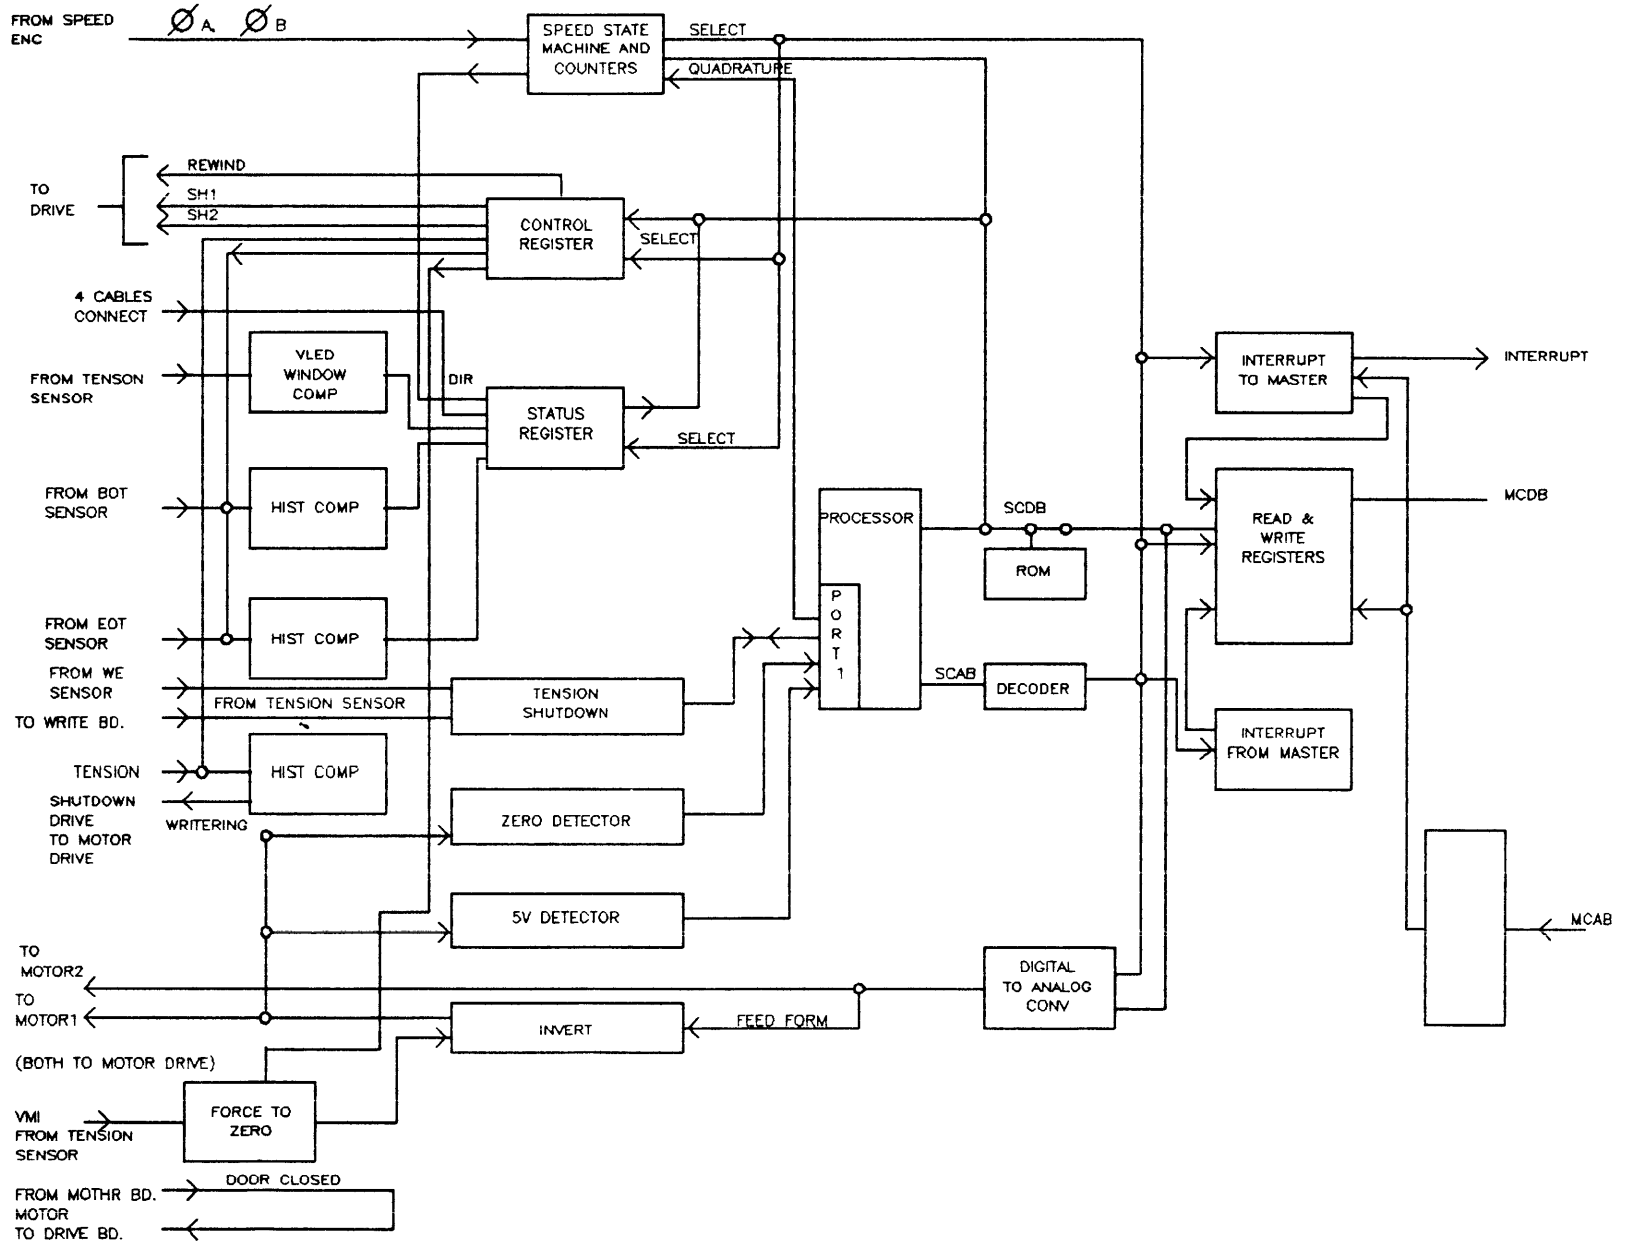 FROM SPEED
ENC
A
B
SPEED STATE
MACHINE AND
COUNTERS
SELECT
QUADRATURE
REWIND
SH1
SH2
TO
DRIVE
CONTROL
REGISTER
SELECT
4 CABLES
CONNECT
VLED
WINDOW
COMP
FROM TENSON
SENSOR
DIR
STATUS
REGISTER
SELECT
INTERRUPT
TO MASTER
INTERRUPT
FROM BOT
SENSOR
HIST COMP
PROCESSOR
SCDB
ROM
READ &
WRITE
REGISTERS
MCDB
PORT1
FROM EOT
SENSOR
HIST COMP
FROM WE
SENSOR
FROM TENSION SENSOR
TO WRITE BD.
TENSION
SHUTDOWN
SCAB
DECODER
INTERRUPT
FROM MASTER
TENSION
HIST COMP
SHUTDOWN
DRIVE
TO MOTOR
DRIVE
WRITERING
ZERO DETECTOR
5V DETECTOR
MCAB
TO
MOTOR2
TO
MOTOR1
DIGITAL
TO ANALOG
CONV
INVERT
FEED FORM
(BOTH TO MOTOR DRIVE)
VMI
FROM TENSION
SENSOR
FORCE TO
ZERO
DOOR CLOSED
FROM MOTHR BD.
MOTOR
TO DRIVE BD.